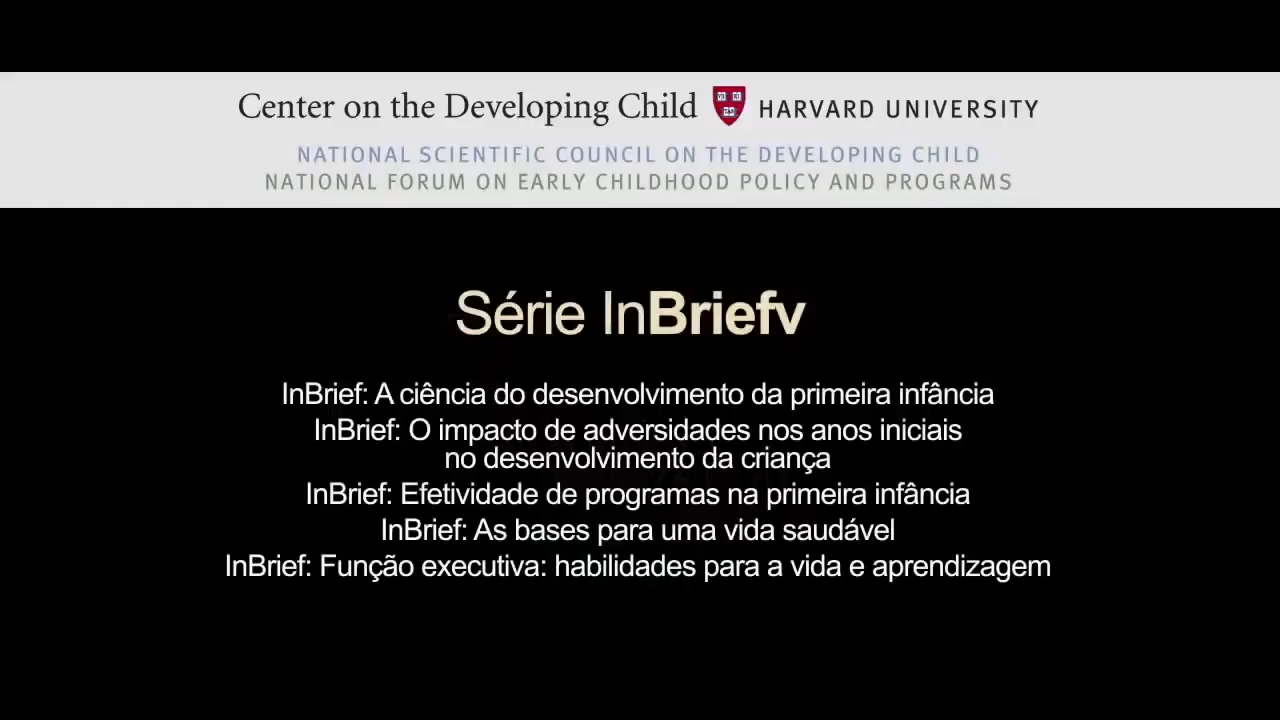 Center on the Developing Child HARVARD UNIVERSITY
NATIONAL SCIENTIFIC COUNCIL ON THE DEVELOPING CHILD
NATIONAL FORUM ON EARLY CHILDHOOD POLICY AND PROGRAMS
Série InBriefv
InBrief: A ciência do desenvolvimento da primeira infância
InBrief: O impacto de adversidades nos anos iniciais
no desenvolvimento da criança
InBrief: Efetividade de programas na primeira infância
InBrief: As bases para uma vida saudável
InBrief: Função executiva: habilidades para a vida e aprendizagem